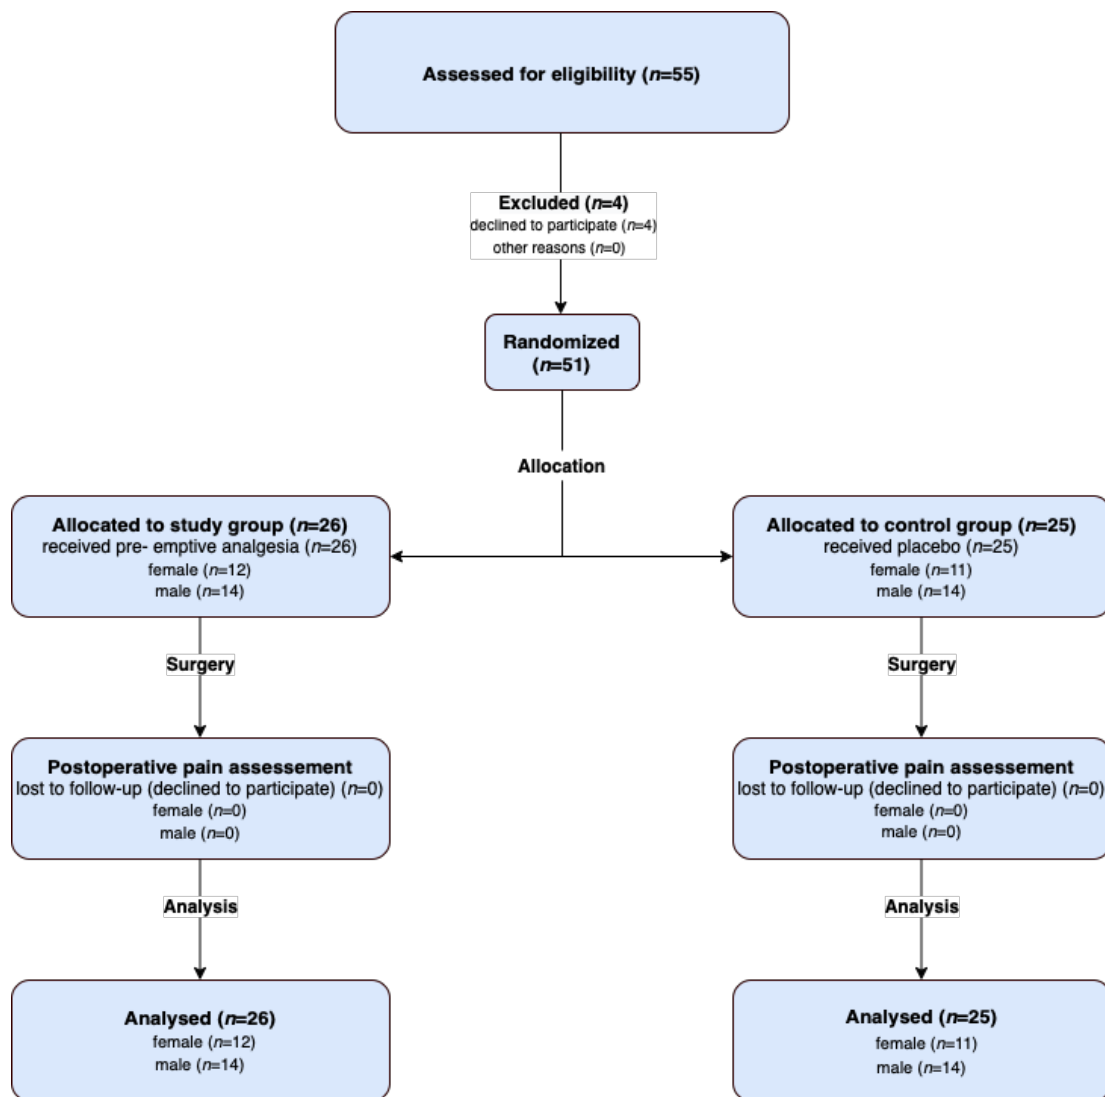 Assessed for eligibility (n=55)
Excluded (n=4)
declined to participate (n=4)
other reasons (n=0)
Randomized
(n=51)
Allocation
Allocated to study group (n=26)
received pre- emptive analgesia (n=26)
female (n=12)
male (n=14)
Allocated to control group (n=25)
received placebo (n=25)
female (n=11)
male (n=14)
Surgery
Surgery
Postoperative pain assessement
lost to follow-up (declined to participate) (n=0)
female (n=0)
male (n=0)
Postoperative pain assessement
lost to follow-up (declined to participate) (n=0)
female (n=0)
male (n=0)
Analysis
Analysis
Analysed (n=26)
female (n=12)
male (n=14)
Analysed (n=25)
female (n=11)
male (n=14)